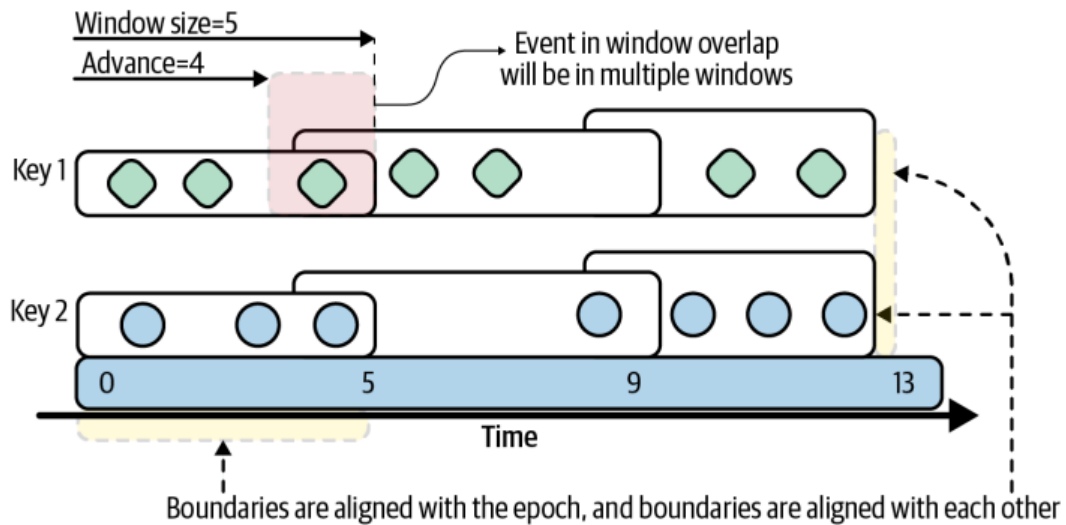 Window size=5
Advance=4
Event in window overlap
will be in multiple windows
Key 1
Key 2
0 5 9 13
Time
Boundaries are aligned with the epoch, and boundaries are aligned with each other